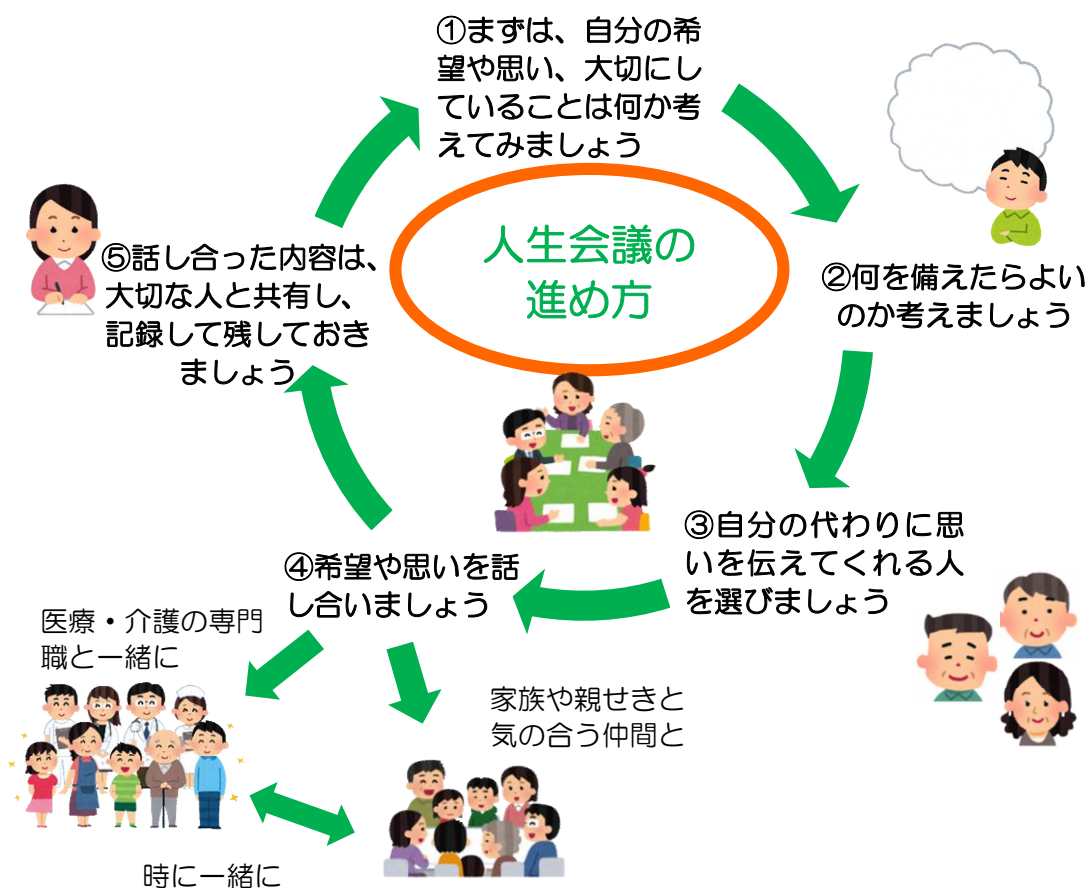 ①まずは、自分の希
望や思い、大切にし
ていることは何か考
えてみましょう
人生会議の
進め方
②何を備えたらよい
のか考えましょう
③自分の代わりに思
いを伝えてくれる人
を選びましょう
④希望や思いを話
し合いましょう
医療・介護の専門
職と一緒に
家族や親せきと
気の合う仲間と
時に一緒に
⑤話し合った内容は、
大切な人と共有し、
記録して残しておき
ましょう